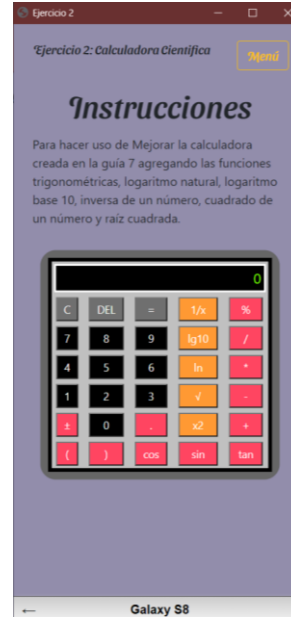 Ejercicio 2
Ejercicio 2: Calculadora Cientifica
Menú
Instrucciones
Para hacer uso de Mejorar la calculadora
creada en la guía 7 agregando las funciones
trigonométricas, logaritmo natural, logaritmo
base 10, inversa de un número, cuadrado de
un número y raíz cuadrada.
0
C DEL = 1/x %
7 8 9 lg10 /
4 5 6 ln *
1 2 3 √ -
± 0 . x2 +
( ) cos sin tan
Galaxy S8